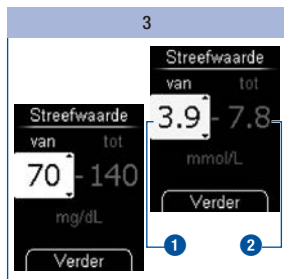 3
Streefwaarde
van tot
70 - 140
mg/dL
Verder
Streefwaarde
van tot
3.9 - 7.8
mmol/L
Verder
1 2